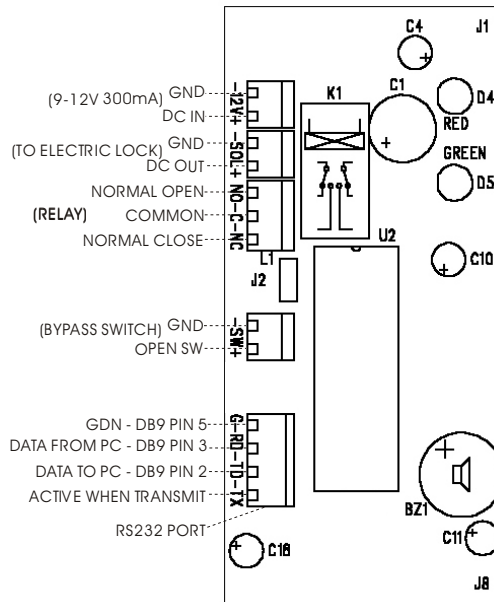 C4
J1
(9-12V 300mA) GND
DC IN
-12V+
K1
C1
D4
RED
(TO ELECTRIC LOCK) GND
DC OUT
-SOL+
GREEN
D5
NORMAL OPEN
(RELAY) COMMON
NORMAL CLOSE
NO-C-NC
L1
J2
U2
C10
(BYPASS SWITCH) GND
OPEN SW
-SW+
GDN - DB9 PIN 5
DATA FROM PC - DB9 PIN 3
DATA TO PC - DB9 PIN 2
ACTIVE WHEN TRANSMIT
G-RD-TD-TX
RS232 PORT
BZ1
C11
C16
J8